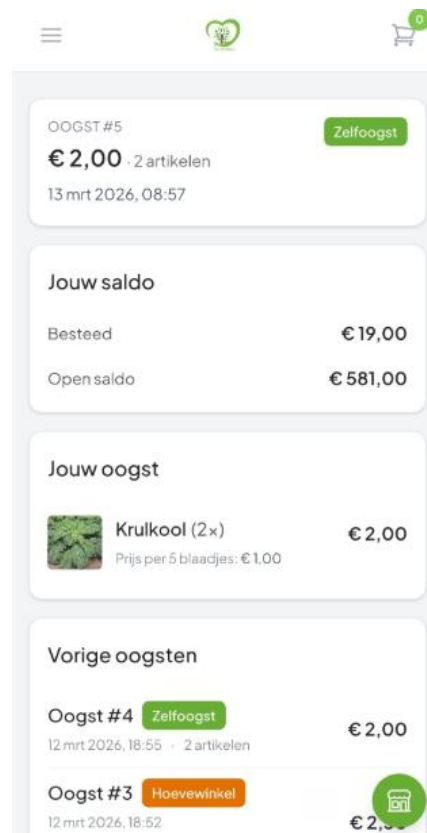 0
OOGST #5
Zelfoogst
€ 2,00 · 2 artikelen
13 mrt 2026, 08:57
Jouw saldo
Besteed € 19,00
Open saldo € 581,00
Jouw oogst
Krulkool (2×) € 2,00
Prijs per 5 blaadjes: € 1,00
Vorige oogsten
Oogst #4 Zelfoogst € 2,00
12 mrt 2026, 18:55 · 2 artikelen
Oogst #3 Hoevewinkel
12 mrt 2026, 18:52